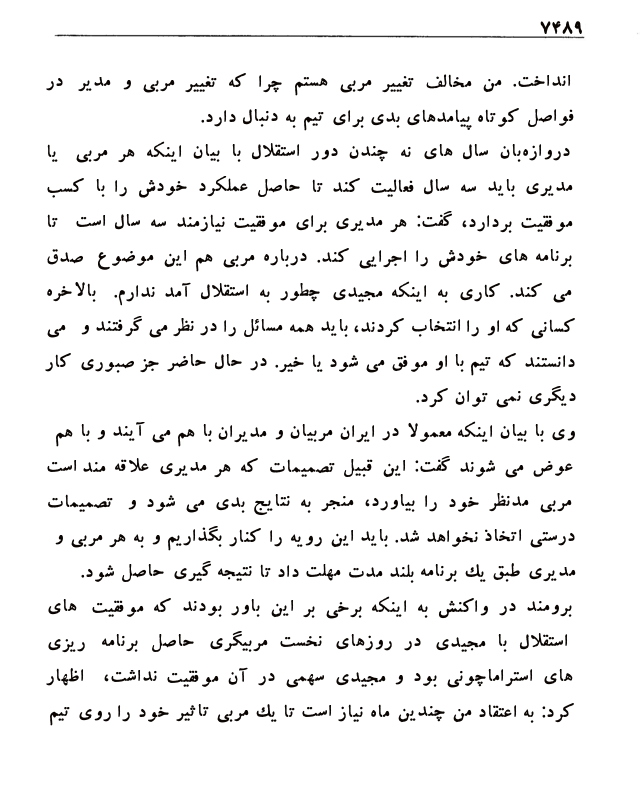 ۷۴۸۹
انداخت. من مخالف تغییر مربی هستم چرا که تغییر مربی و مدیر در
فواصل کوتاه پیامدهای بدی برای تیم به دنبال دارد.
دروازه‌بان سال های نه چندن دور استقلال با بیان اینکه هر مربی یا
مدیری باید سه سال فعالیت کند تا حاصل عملکرد خودش را با کسب
موفقیت بردارد، گفت: هر مدیری برای موفقیت نیازمند سه سال است تا
برنامه های خودش را اجرایی کند. درباره مربی هم این موضوع صدق
می کند. کاری به اینکه مجیدی چطور به استقلال آمد ندارم. بالاخره
کسانی که او را انتخاب کردند، باید همه مسائل را در نظر می گرفتند و می
دانستند که تیم با او موفق می شود یا خیر. در حال حاضر جز صبوری کار
دیگری نمی توان کرد.
وی با بیان اینکه معمولا در ایران مربیان و مدیران با هم می آیند و با هم
عوض می شوند گفت: این قبیل تصمیمات که هر مدیری علاقه مند است
مربی مدنظر خود را بیاورد، منجر به نتایج بدی می شود و تصمیمات
درستی اتخاذ نخواهد شد. باید این رویه را کنار بگذاریم و به هر مربی و
مدیری طبق یك برنامه بلند مدت مهلت داد تا نتیجه گیری حاصل شود.
برومند در واکنش به اینکه برخی بر این باور بودند که موفقیت های
استقلال با مجیدی در روزهای نخست مربیگری حاصل برنامه ریزی
های استراماچونی بود و مجیدی سهمی در آن موفقیت نداشت، اظهار
کرد: به اعتقاد من چندین ماه نیاز است تا یك مربی تاثیر خود را روی تیم